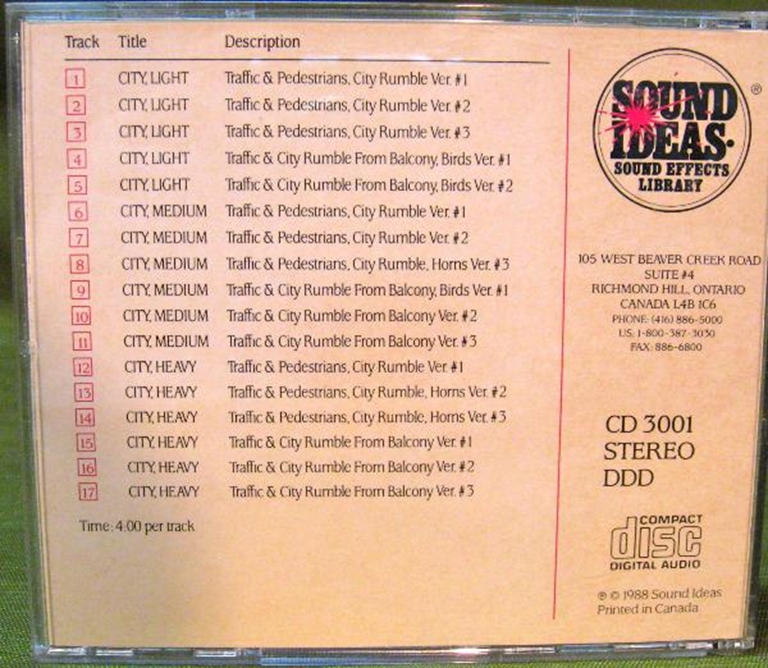 Track Title Description
1 CITY, LIGHT Traffic & Pedestrians, City Rumble Ver. #1
2 CITY, LIGHT Traffic & Pedestrians, City Rumble Ver. #2
3 CITY, LIGHT Traffic & Pedestrians, City Rumble Ver. #3
4 CITY, LIGHT Traffic & City Rumble From Balcony, Birds Ver. #1
5 CITY, LIGHT Traffic & City Rumble From Balcony, Birds Ver. #2
6 CITY, MEDIUM Traffic & Pedestrians, City Rumble Ver. #1
7 CITY, MEDIUM Traffic & Pedestrians, City Rumble Ver. #2
8 CITY, MEDIUM Traffic & Pedestrians, City Rumble, Horns Ver. #3
9 CITY, MEDIUM Traffic & City Rumble From Balcony, Birds Ver. #1
10 CITY, MEDIUM Traffic & City Rumble From Balcony Ver. #2
11 CITY, MEDIUM Traffic & City Rumble From Balcony Ver. #3
12 CITY, HEAVY Traffic & Pedestrians, City Rumble Ver. #1
13 CITY, HEAVY Traffic & Pedestrians, City Rumble, Horns Ver. #2
14 CITY, HEAVY Traffic & Pedestrians, City Rumble, Horns Ver. #3
15 CITY, HEAVY Traffic & City Rumble From Balcony Ver. #1
16 CITY, HEAVY Traffic & City Rumble From Balcony Ver. #2
17 CITY, HEAVY Traffic & City Rumble From Balcony Ver. #3
Time: 4:00 per track
SOUND
IDEAS·
SOUND EFFECTS
LIBRARY
®
105 WEST BEAVER CREEK ROAD
SUITE #4
RICHMOND HILL, ONTARIO
CANADA L4B 1C6
PHONE: (416) 886-5000
US: 1-800-387-3030
FAX: 886-6800
CD 3001
STEREO
DDD
COMPACT
disc
DIGITAL AUDIO
℗ © 1988 Sound Ideas
Printed in Canada